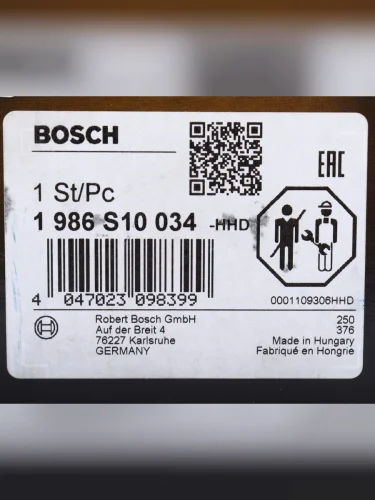 BOSCH
EAC
1 St/Pc
1 986 S10 034 -HHD
4 047023 098399
0001109306HHD
Robert Bosch GmbH
Auf der Breit 4
76227 Karlsruhe
GERMANY
250
376
Made in Hungary
Fabriqué en Hongrie